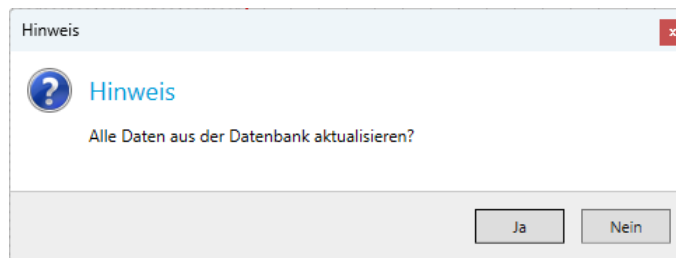 Hinweis
Hinweis
Alle Daten aus der Datenbank aktualisieren?
Ja Nein